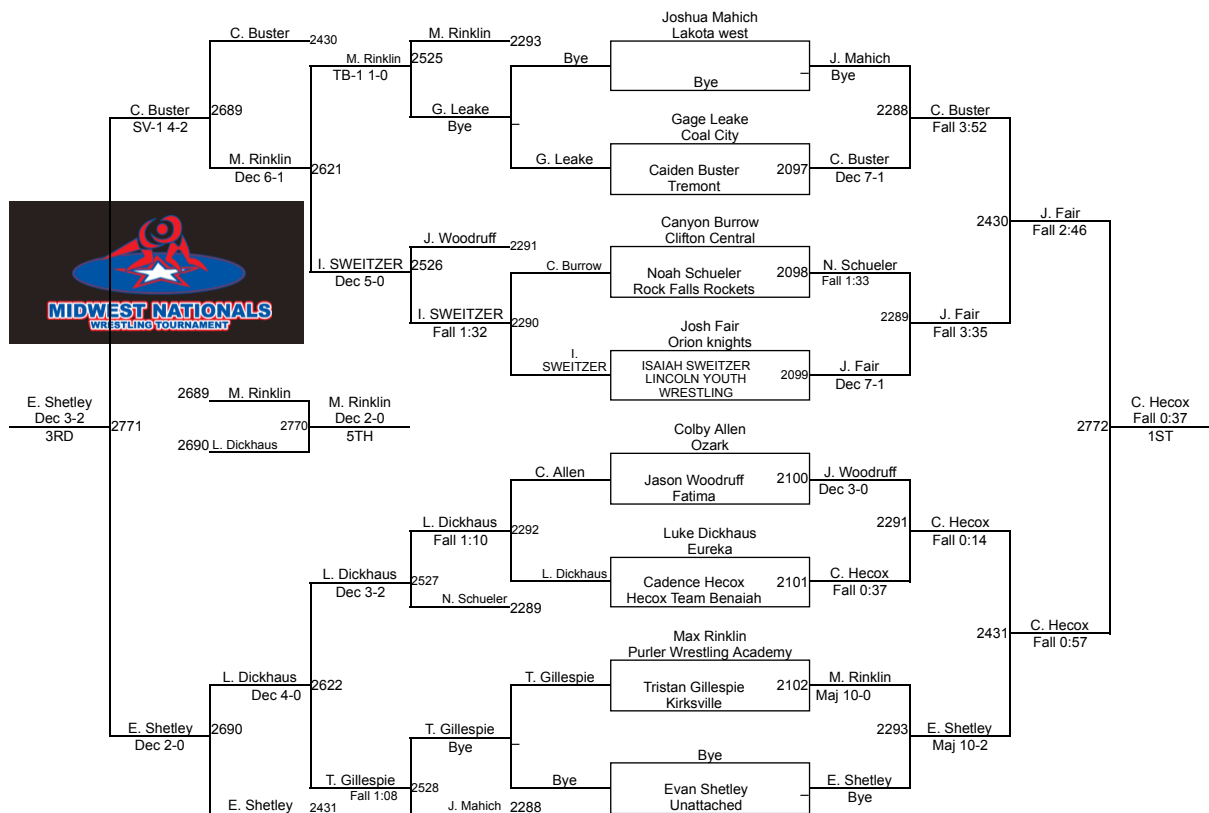 Joshua Mahich
Lakota west
C. Buster
2430
M. Rinklin
2293
M. Rinklin
2525
TB-1 1-0
Bye
Bye
J. Mahich
Bye
C. Buster
2689
SV-1 4-2
G. Leake
Bye
2288
C. Buster
Fall 3:52
Gage Leake
Coal City
M. Rinklin
2621
Dec 6-1
G. Leake
Caiden Buster
2097
Tremont
C. Buster
Dec 7-1
Canyon Burrow
Clifton Central
2430
J. Fair
Fall 2:46
J. Woodruff
2291
I. SWEITZER
2526
Dec 5-0
C. Burrow
Noah Schueler
2098
Rock Falls Rockets
N. Schueler
Fall 1:33
MIDWEST NATIONALS
WRESTLING TOURNAMENT
I. SWEITZER
2290
Fall 1:32
2289
J. Fair
Fall 3:35
Josh Fair
Orion knights
I.
SWEITZER
ISAIAH SWEITZER
LINCOLN YOUTH
2099
WRESTLING
J. Fair
Dec 7-1
2689
M. Rinklin
E. Shetley
Dec 3-2
2771
3RD
M. Rinklin
2770
Dec 2-0
5TH
2690
L. Dickhaus
C. Hecox
2772
Fall 0:37
1ST
Colby Allen
Ozark
C. Allen
Jason Woodruff
2100
Fatima
J. Woodruff
Dec 3-0
L. Dickhaus
2292
Fall 1:10
2291
C. Hecox
Fall 0:14
Luke Dickhaus
Eureka
L. Dickhaus
2527
Dec 3-2
L. Dickhaus
Cadence Hecox
2101
Hecox Team Benaiah
C. Hecox
Fall 0:37
N. Schueler
2289
2431
C. Hecox
Fall 0:57
Max Rinklin
Purler Wrestling Academy
L. Dickhaus
2622
Dec 4-0
T. Gillespie
Tristan Gillespie
2102
Kirksville
M. Rinklin
Maj 10-0
E. Shetley
2690
Dec 2-0
T. Gillespie
Bye
2293
E. Shetley
Maj 10-2
Bye
T. Gillespie
2528
Fall 1:08
Bye
Evan Shetley
Unattached
E. Shetley
Bye
E. Shetley
2431
J. Mahich
2288